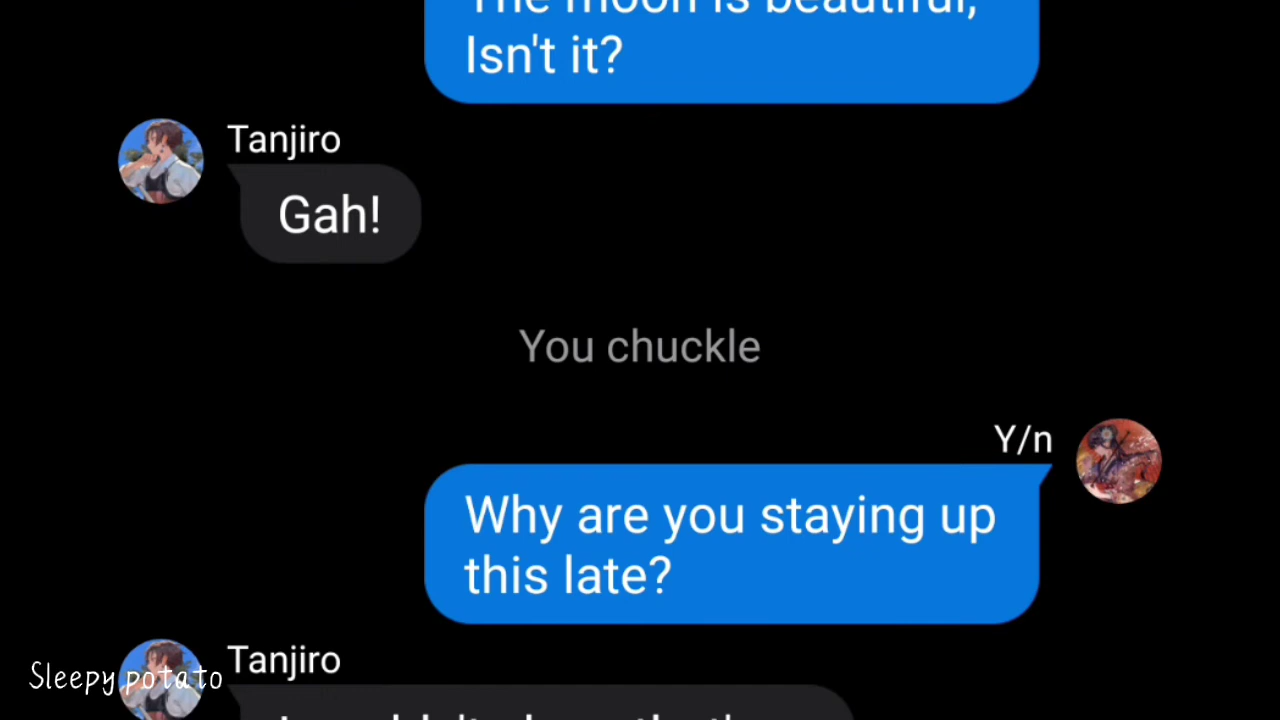 The moon is beautiful,
Isn't it?
Tanjiro
Gah!
You chuckle
Y/n
Why are you staying up
this late?
Tanjiro
Sleepy potato